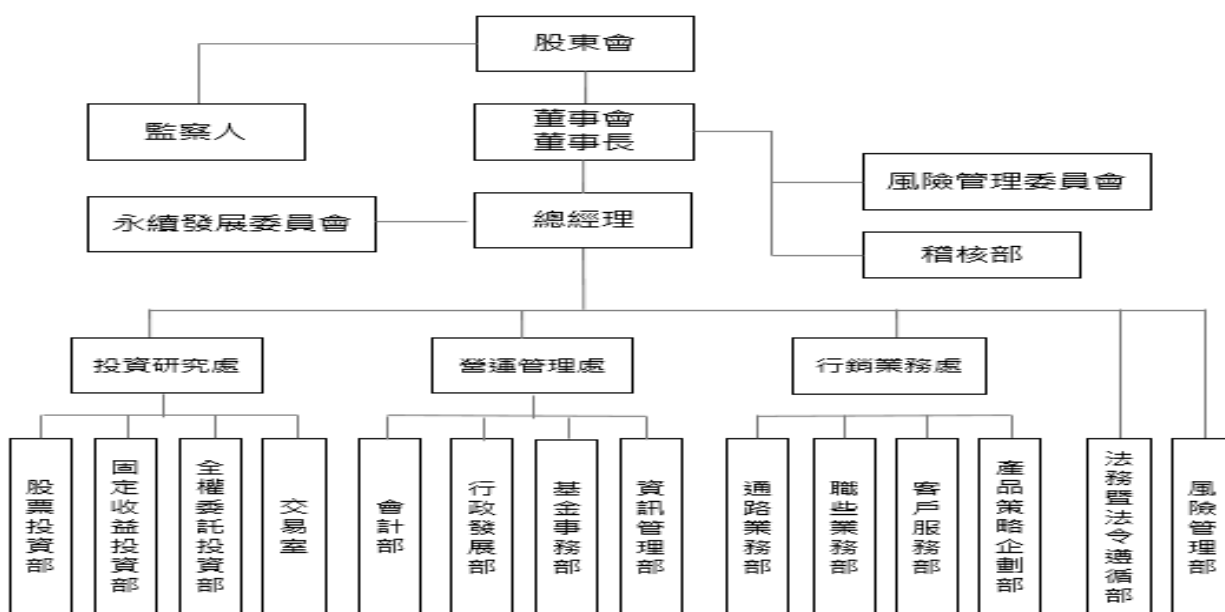 股東會
監察人
董事會
董事長
風險管理委員會
永續發展委員會
總經理
稽核部
投資研究處
營運管理處
行銷業務處
股票投資部
固定收益投資部
全權委託投資部
交易室
會計部
行政發展部
基金事務部
資訊管理部
通路業務部
職些業務部
客戶服務部
產品策略企劃部
法務暨法令遵循部
風險管理部